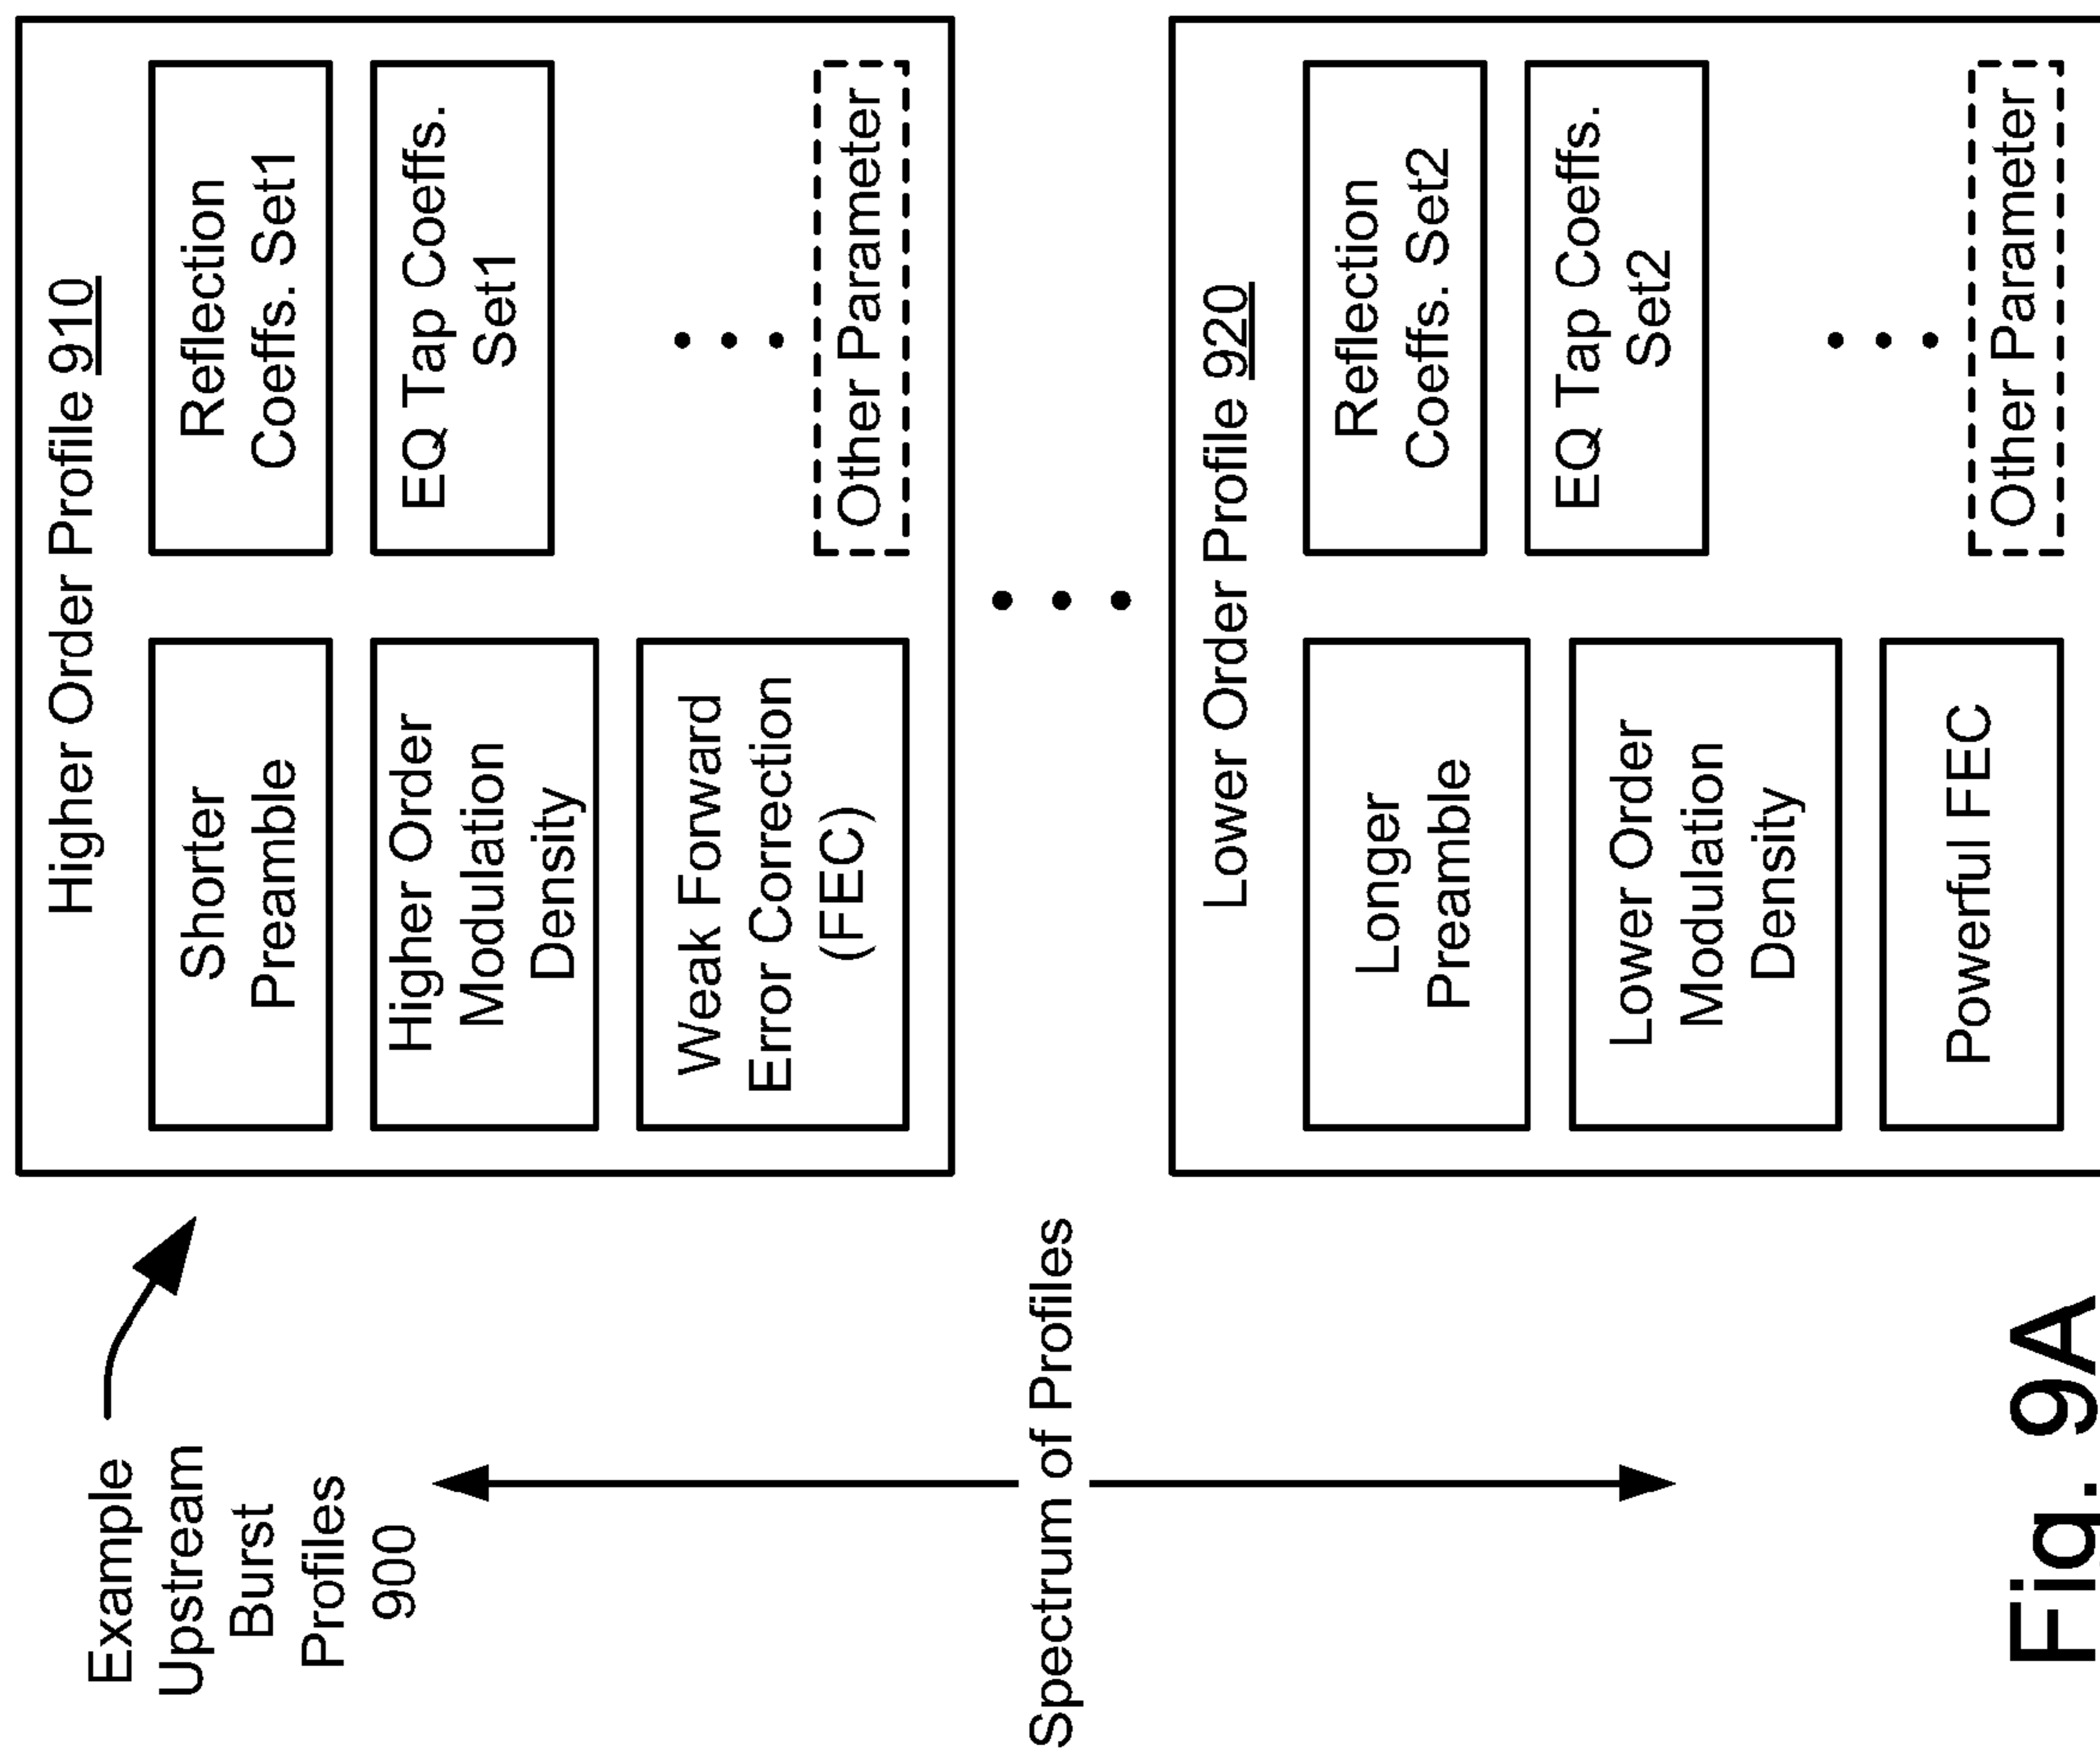 Example
Upstream
Burst
Profiles
900
Spectrum of Profiles
Higher Order Profile 910
Shorter
Preamble
Higher Order
Modulation
Density
Weak Forward
Error Correction
(FEC)
Reflection
Coeffs. Set1
EQ Tap Coeffs.
Set1
Other Parameter
Lower Order Profile 920
Longer
Preamble
Lower Order
Modulation
Density
Powerful FEC
Reflection
Coeffs. Set2
EQ Tap Coeffs.
Set2
Other Parameter
Fig. 9A